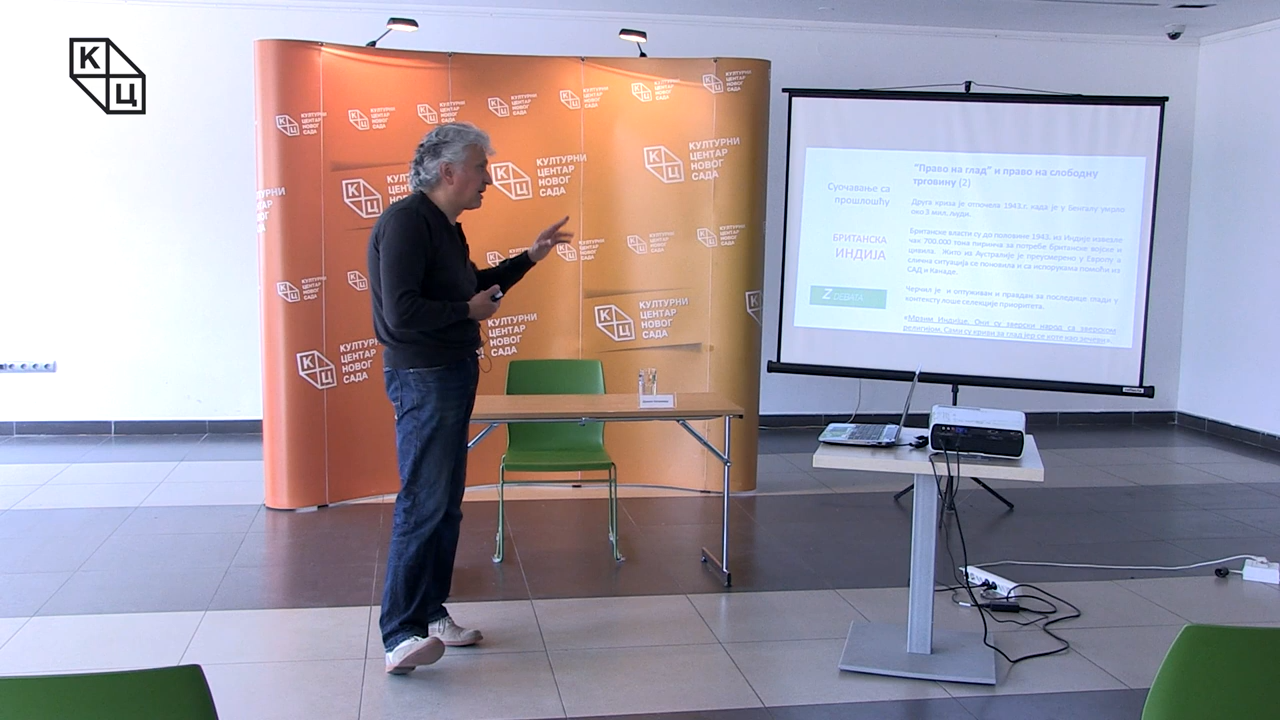 К
Ц
КУЛТУРНИ
ЦЕНТАР
НОВОГ
САДА
"Право на глад" и право на слободну
трговину (2)
Суочавање са
прошлошћу
Друга криза је отпочела 1943.г. када је у Бенгалу умрло
око 3 мил. људи.
БРИТАНСКА
ИНДИЈА
Британске власти су до половине 1943. из Индије извезле
чак 700.000 тона пиринча за потребе британске војске и
цивила. Жито из Аустралије је преусмерено у Европу а
слична ситуација се поновила и са испорукама помоћи из
САД и Канаде.
Z DEBATA
Черчил је и оптуживан и правдан за последице глади у
контексту лоше селекције приоритета.
«Мрзим Индијце. Они су зверски народ са зверском
религијом. Сами су криви за глад јер се коте као зечеви».